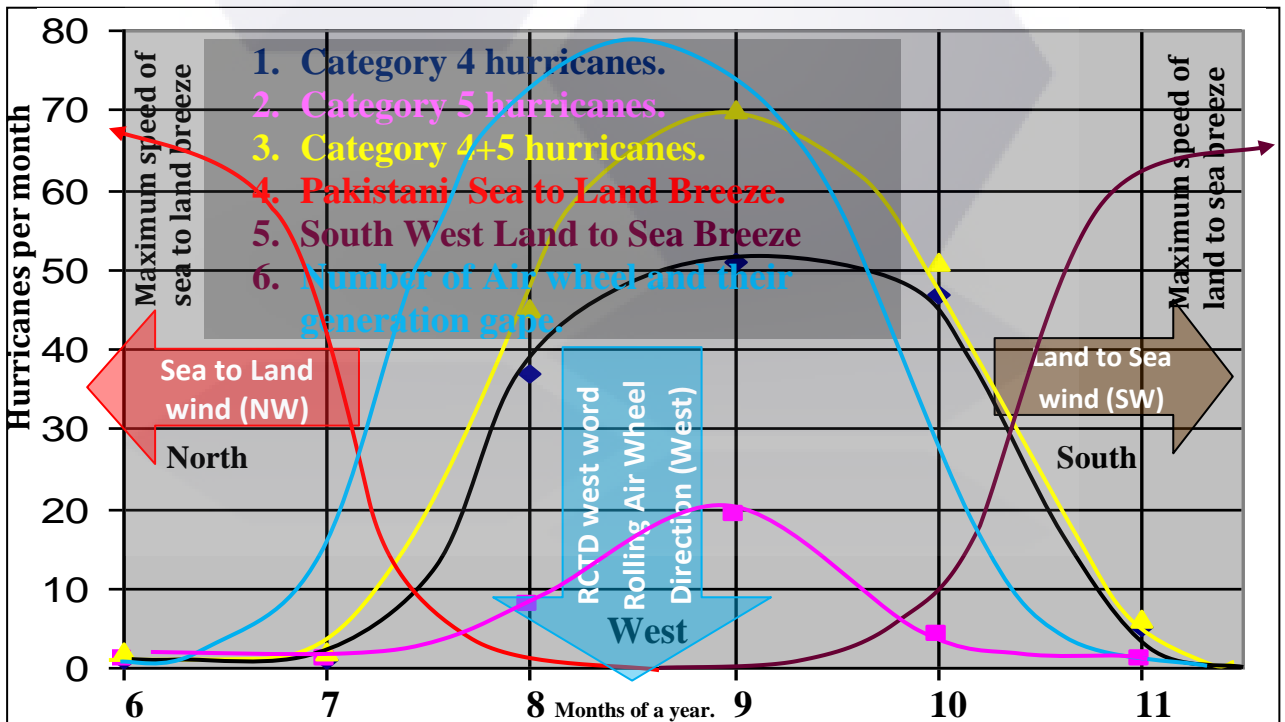 Hurricanes per month
80
70
60
50
40
30
20
10
0
Maximum speed of
sea to land breeze
1. Category 4 hurricanes.
2. Category 5 hurricanes.
3. Category 4+5 hurricanes.
4. Pakistani Sea to Land Breeze.
5. South West Land to Sea Breeze
6. Number of Air wheel and their
generation gape.
Maximum speed of
land to sea breeze
Sea to Land
wind (NW)
North
RCTD west word
Rolling Air Wheel
Direction (West)
West
Land to Sea
wind (SW)
South
6 7 8 Months of a year. 9 10 11